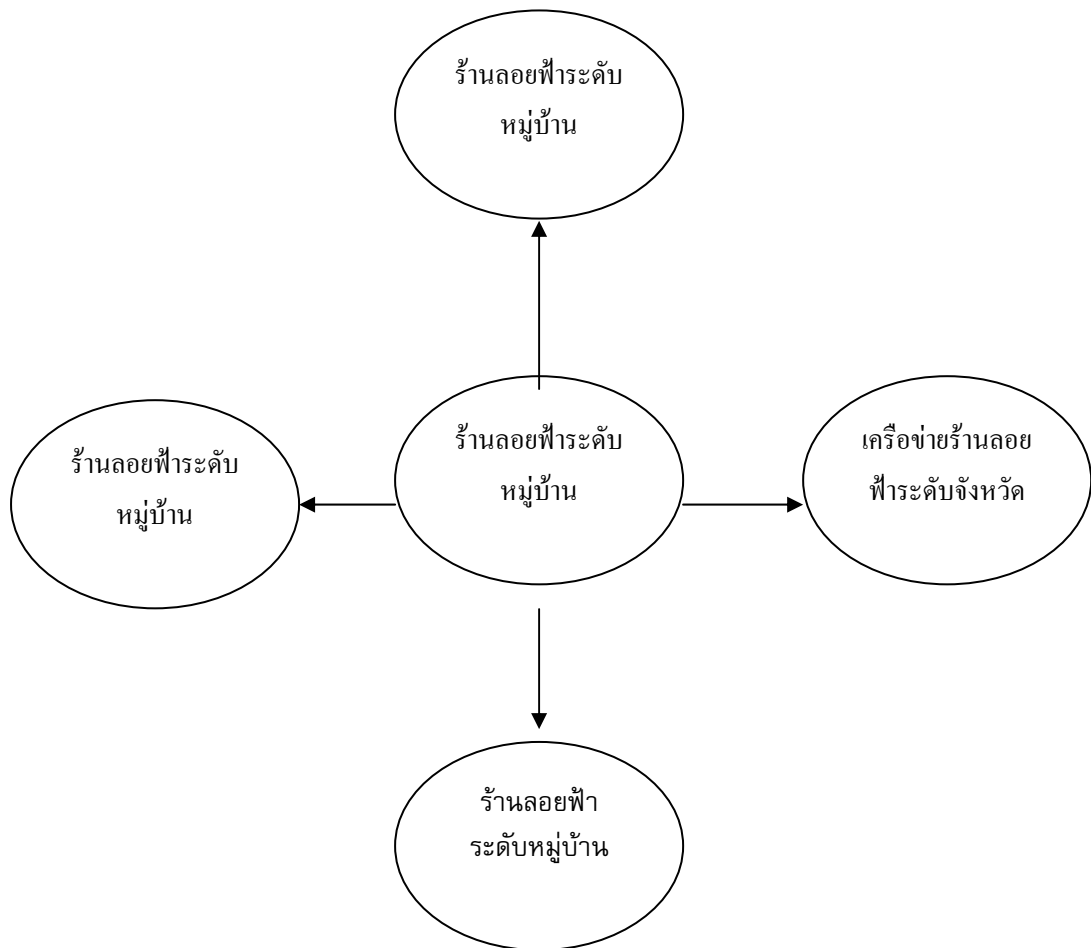 ร้านลอยฟ้าระดับ
หมู่บ้าน
ร้านลอยฟ้าระดับ
หมู่บ้าน
ร้านลอยฟ้าระดับ
หมู่บ้าน
เครือข่ายร้านลอย
ฟ้าระดับจังหวัด
ร้านลอยฟ้า
ระดับหมู่บ้าน